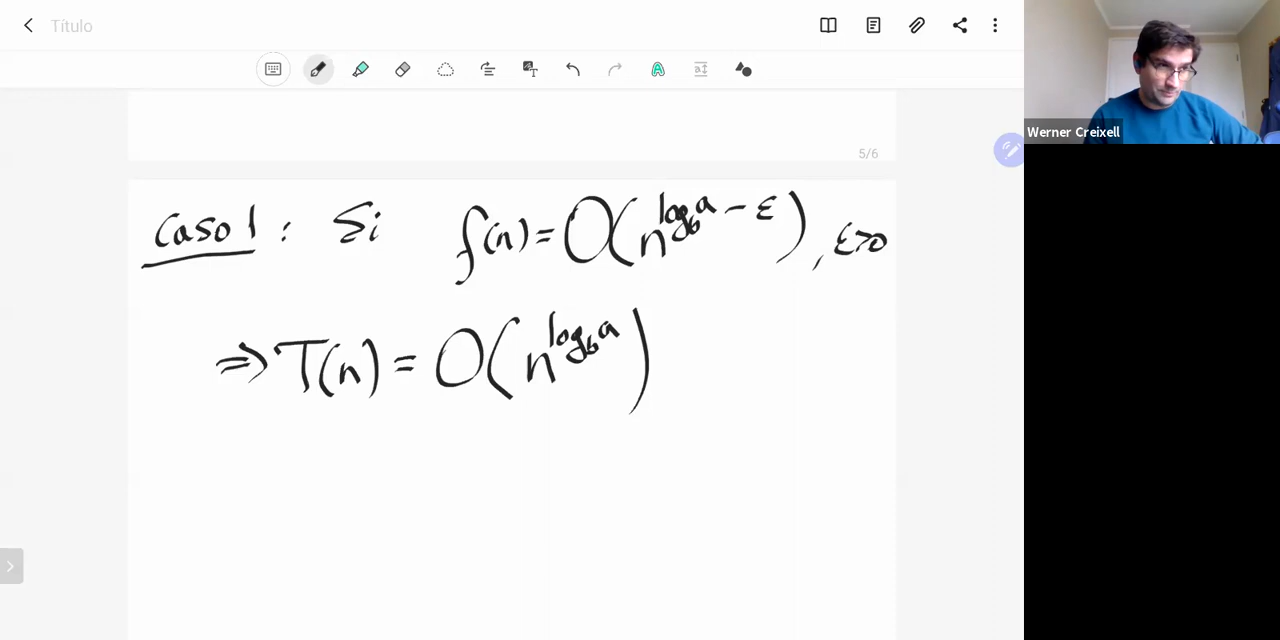 Título
Werner Creixell
5/6
Caso 1: Si f(n) = O(n^{log_b a - ε}), ε>0
⇒ T(n) = O(n^{log_b a})